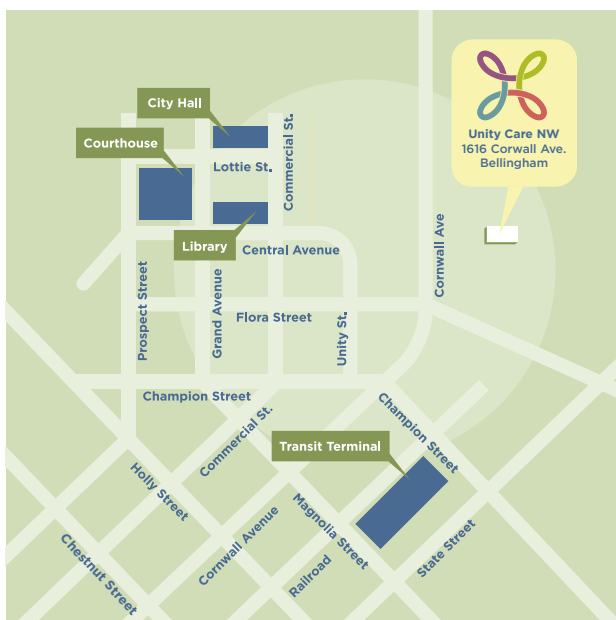 City Hall
Courthouse
Lottie St.
Commercial St.
Unity Care NW
1616 Corwall Ave.
Bellingham
Library
Central Avenue
Cornwall Ave
Prospect Street
Grand Avenue
Flora Street
Unity St.
Champion Street
Commercial St.
Champion Street
Transit Terminal
Holly Street
Magnolia Street
Cornwall Avenue
State Street
Railroad
Chestnut Street